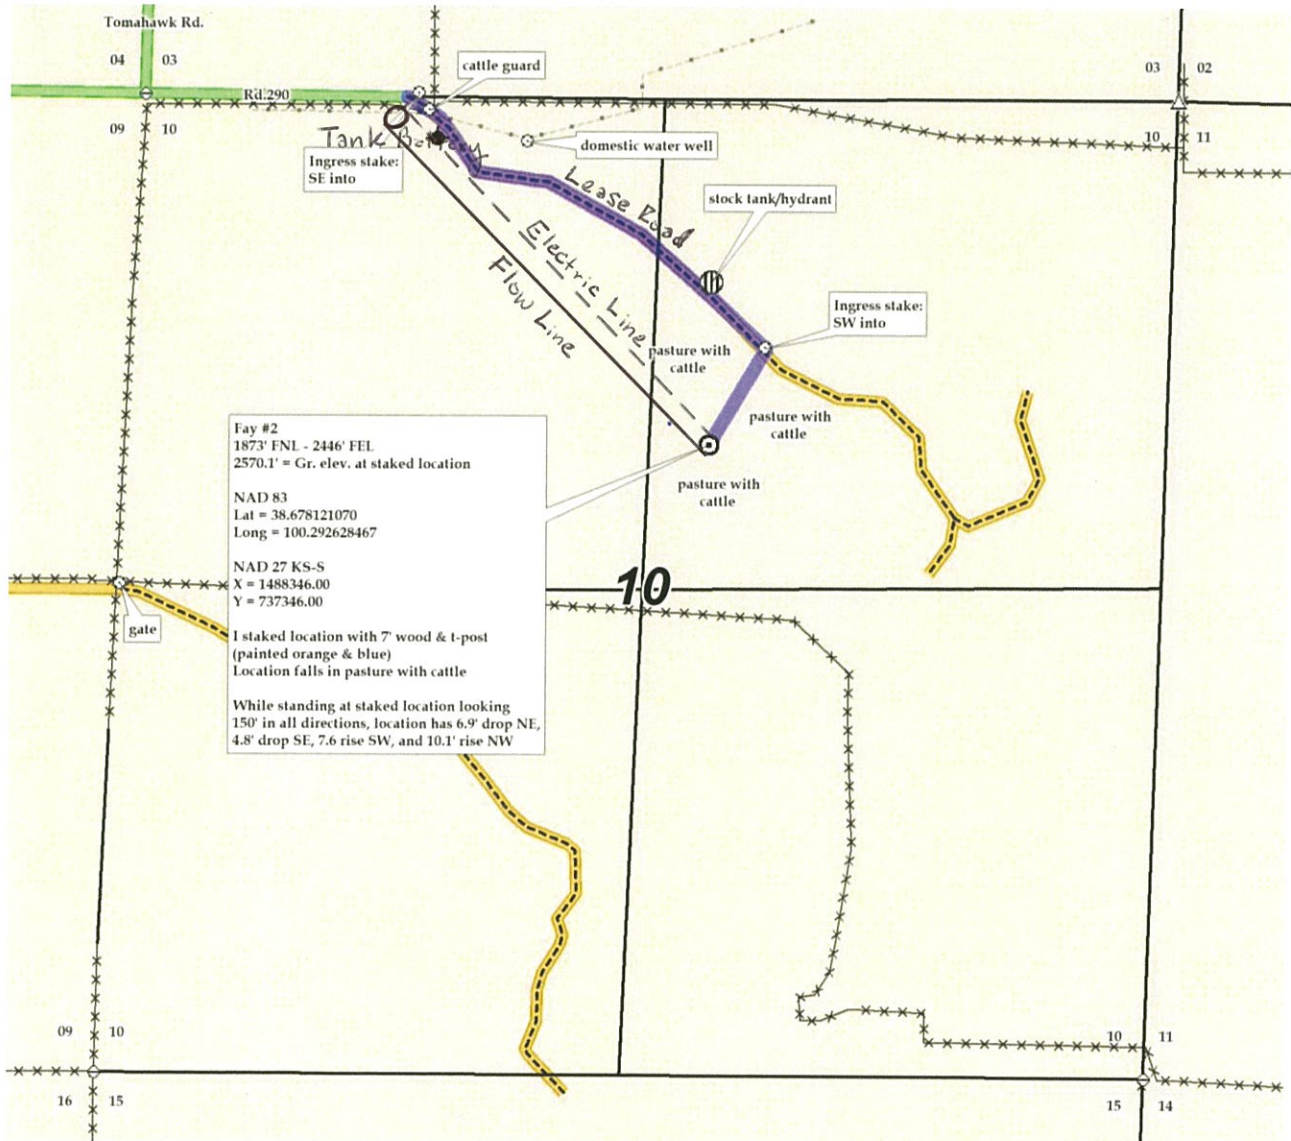 Tomahawk Rd.
04 03
03 02
cattle guard
Rd.290
09 10
10 11
Tank Battery
domestic water well
Ingress stake:
SE into
Lease Road
stock tank/hydrant
Electric Line
Flow Line
Ingress stake:
SW into
pasture with
cattle
pasture with
cattle
pasture with
cattle
Fay #2
1873' FNL - 2446' FEL
2570.1' = Gr. elev. at staked location
NAD 83
Lat = 38.678121070
Long = 100.292628467
NAD 27 KS-S
X = 1488346.00
Y = 737346.00
I staked location with 7' wood & t-post
(painted orange & blue)
Location falls in pasture with cattle
While standing at staked location looking
150' in all directions, location has 6.9' drop NE,
4.8' drop SE, 7.6 rise SW, and 10.1' rise NW
10
gate
09 10
10 11
16 15
15 14